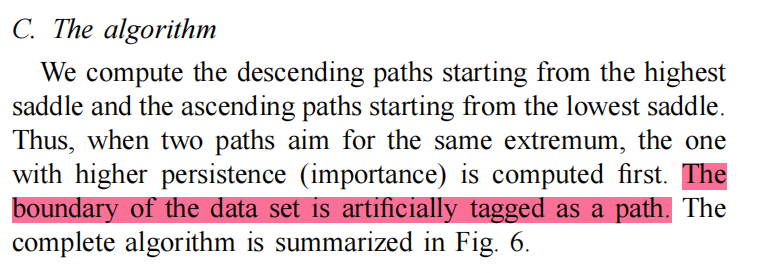 C. The algorithm
We compute the descending paths starting from the highest
saddle and the ascending paths starting from the lowest saddle.
Thus, when two paths aim for the same extremum, the one
with higher persistence (importance) is computed first. The
boundary of the data set is artificially tagged as a path. The
complete algorithm is summarized in Fig. 6.